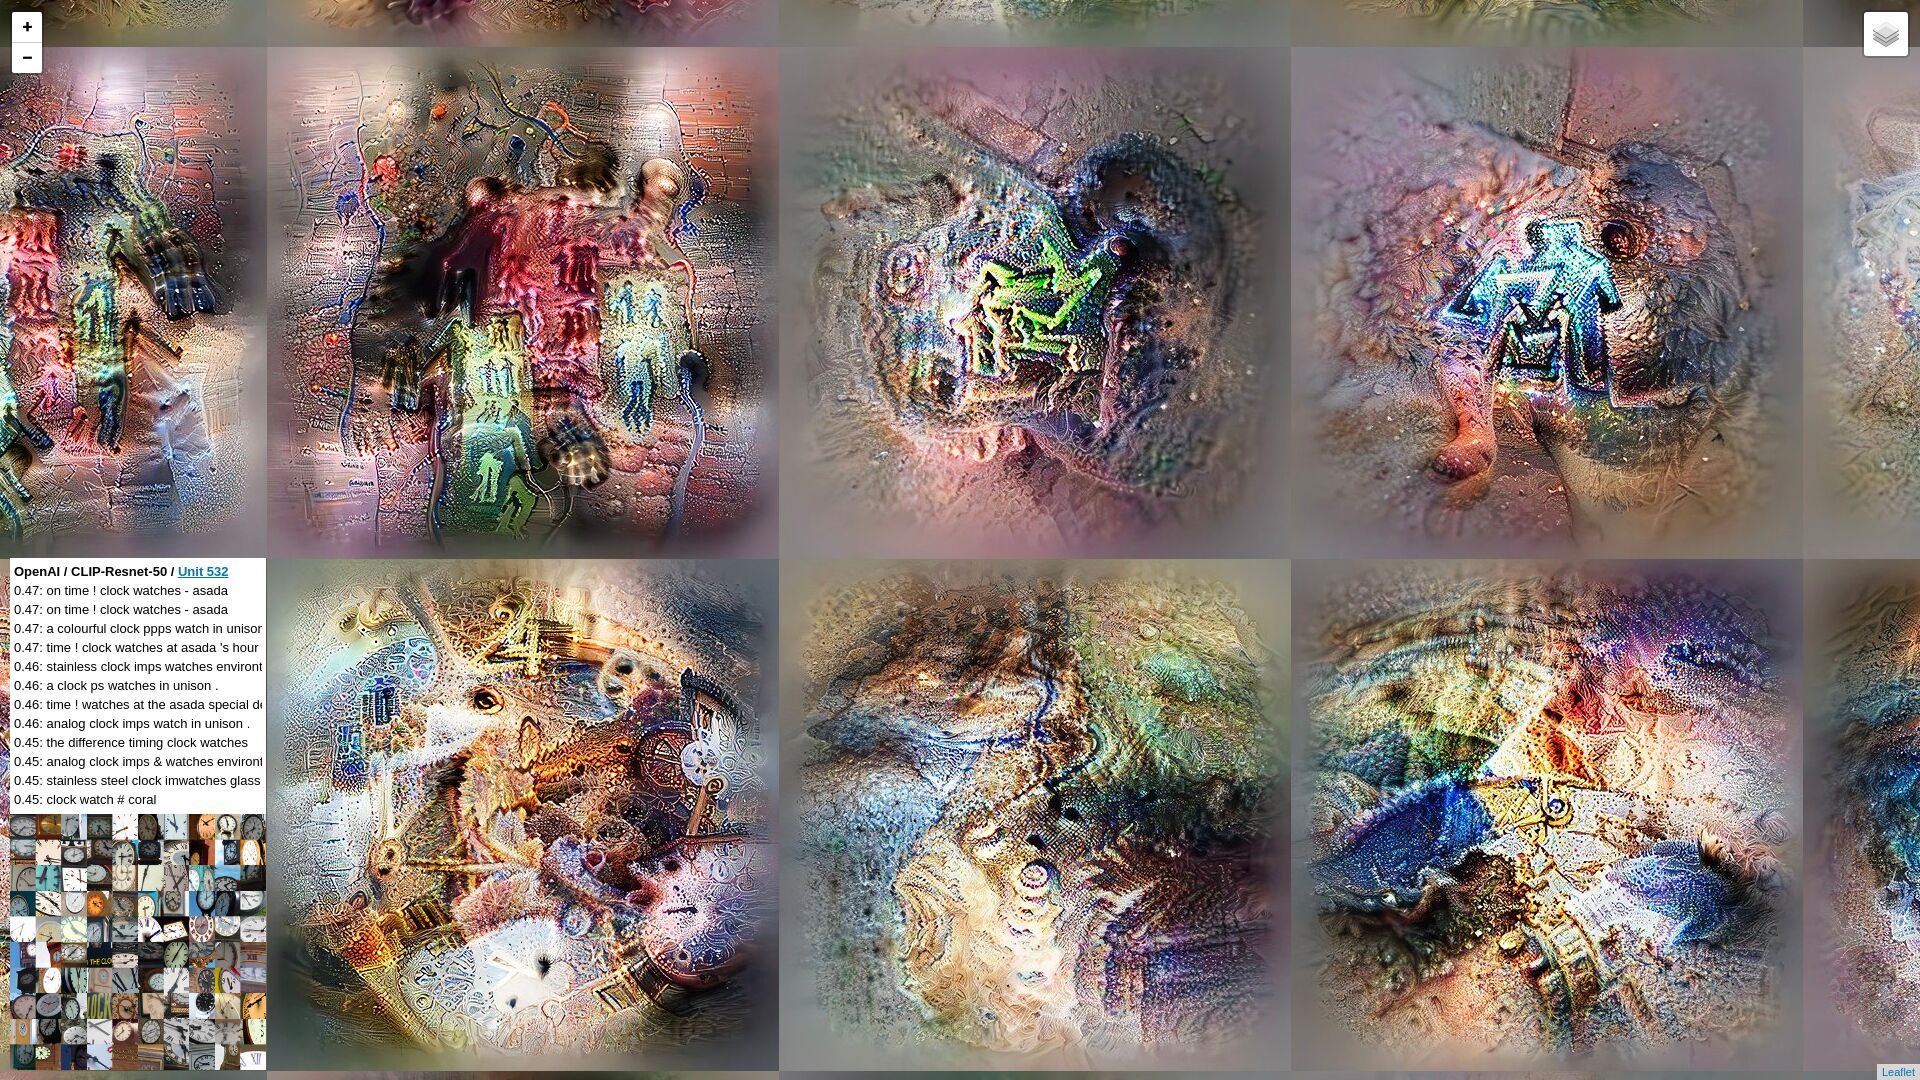 +
−
OpenAI / CLIP-Resnet-50 / Unit 532
0.47: on time ! clock watches - asada
0.47: on time ! clock watches - asada
0.47: a colourful clock ppps watch in unison
0.47: time ! clock watches at asada 's hour
0.46: stainless clock imps watches environt
0.46: a clock ps watches in unison .
0.46: time ! watches at the asada special de
0.46: analog clock imps watch in unison .
0.45: the difference timing clock watches
0.45: analog clock imps & watches environt
0.45: stainless steel clock imwatches glass
0.45: clock watch # coral
Leaflet